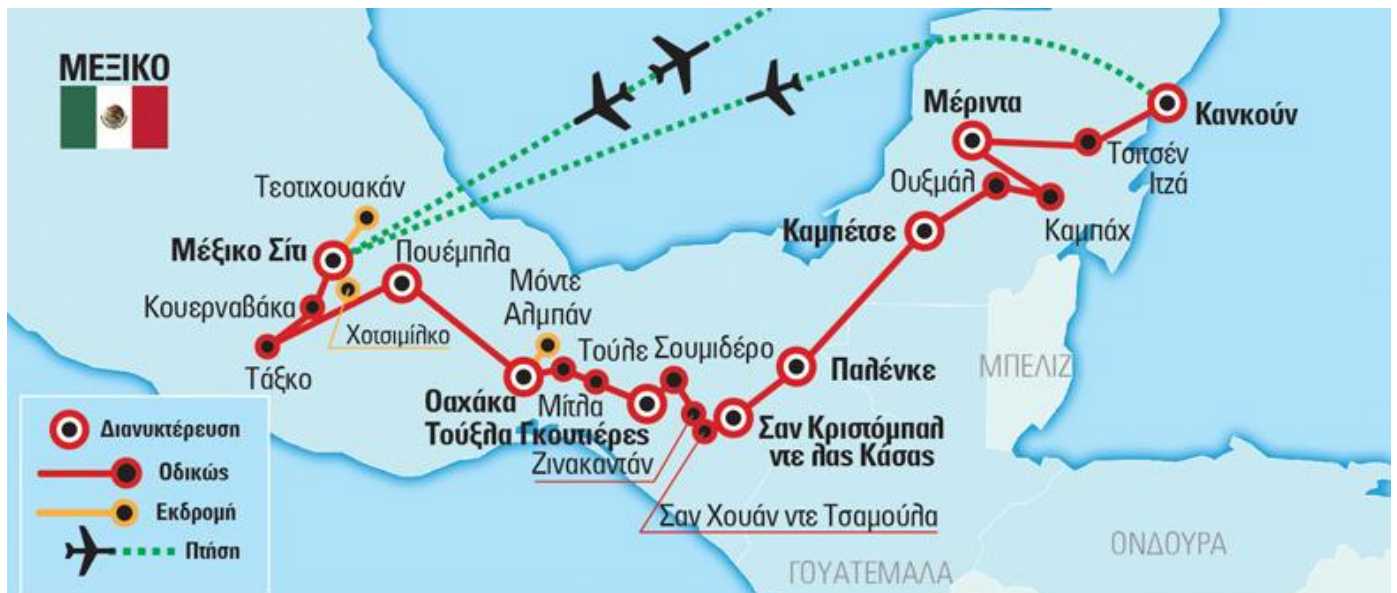 ΜΕΞΙΚΟ
Τεοτιχουακάν
Μέξικο Σίτι
Πουέμπλα
Κουερναβάκα
Χοτσιμίλκο
Τάξκο
Μόντε
Αλμπάν
Τούλε
Σουμιδέρο
Οαχάκα
Μίτλα
Τούξλα Γκουτιέρες
Ζινακαντάν
Σαν Κριστόμπαλ
ντε λας Κάσας
Σαν Χουάν ντε Τσαμούλα
Παλένκε
Καμπέτσε
Ουξμάλ
Καμπάχ
Μέριντα
Τσιτσέν
Ιτζά
Κανκούν
ΜΠΕΛΙΖ
ΓΟΥΑΤΕΜΑΛΑ
ΟΝΔΟΥΡΑ
Διανυκτέρευση
Οδικώς
Εκδρομή
Πτήση